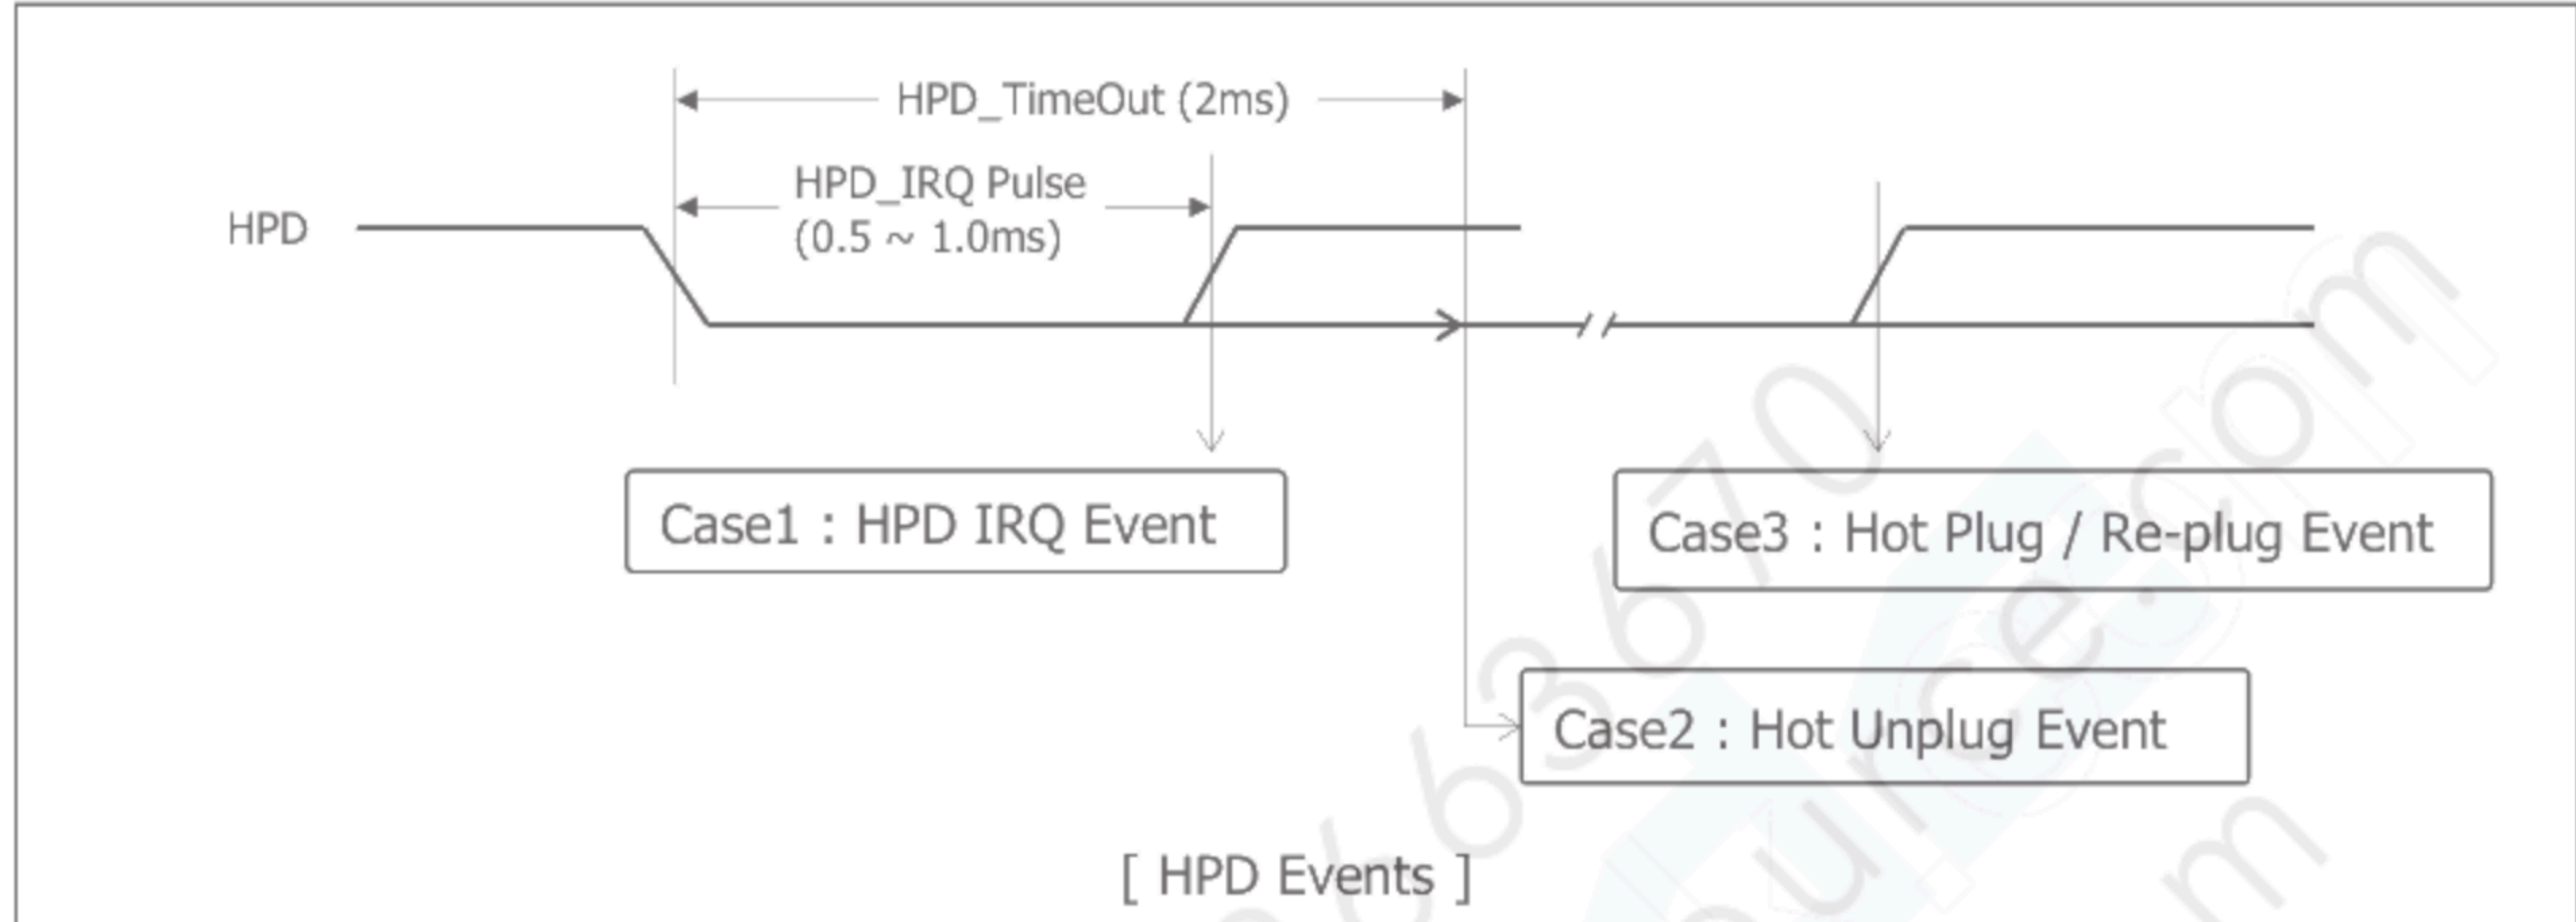 HPD_TimeOut (2ms)
HPD_IRQ Pulse
(0.5 ~ 1.0ms)
HPD
Case1 : HPD IRQ Event
Case3 : Hot Plug / Re-plug Event
Case2 : Hot Unplug Event
[ HPD Events ]